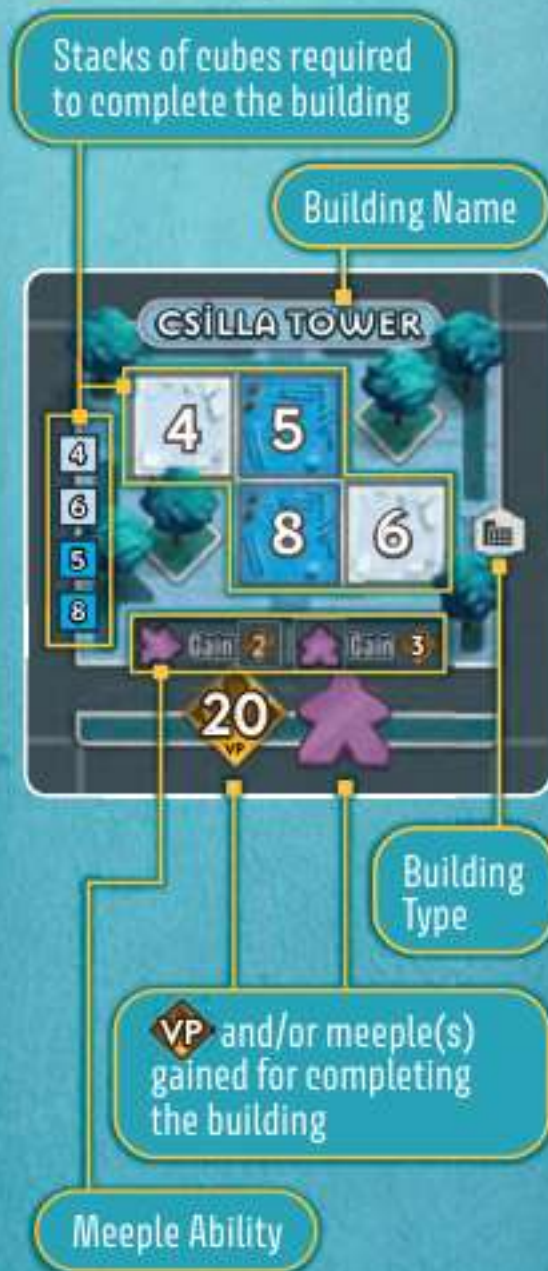 Stacks of cubes required
to complete the building
Building Name
CSİLLA TOWER
4 5
4
6 8 6
5
8
Gain 2 Gain 3
20
VP
Building
Type
VP and/or meeple(s)
gained for completing
the building
Meeple Ability